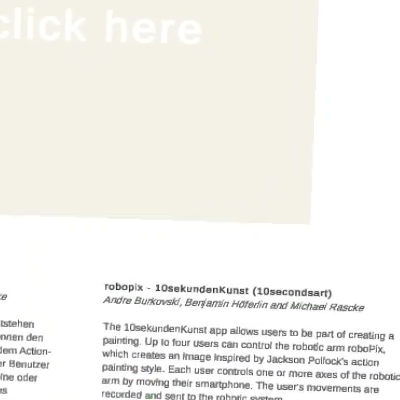 click here
robopix - 10sekundenKunst (10secondsart)
Andre Burkovski, Benjamin Höferlin and Michael Rascke
The 10sekundenKunst app allows users to be part of creating a
painting. Up to four users can control the robotic arm roboPix,
which creates an image inspired by Jackson Pollock's action
painting style. Each user controls one or more axes of the robotic
arm by moving their smartphone. The user's movements are
recorded and sent to the robotic system
ke
tstehen
nnen den
dem Action-
er Benutzer
ine oder
es